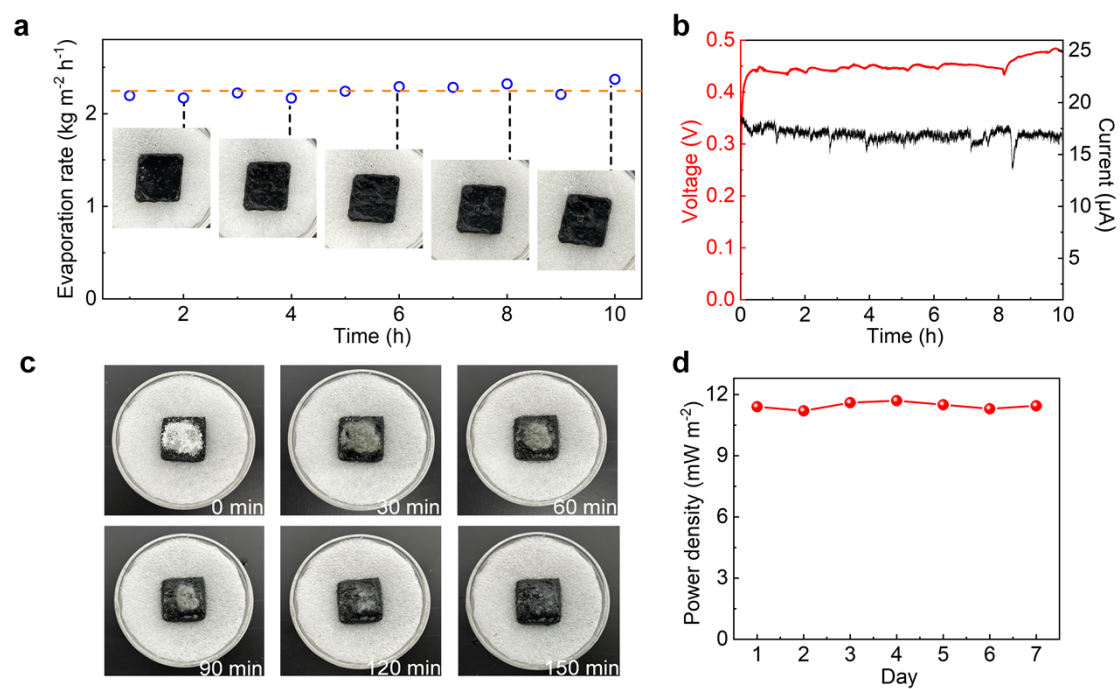 a
Evaporation rate (kg m-2 h-1)
2
1
0
2 4 6 8 10
Time (h)
b
Voltage (V)
0.5
0.4
0.3
0.2
0.1
0.0
25
20
15
10
5
Current (µA)
0 2 4 6 8 10
Time (h)
c
0 min
30 min
60 min
90 min
120 min
150 min
d
Power density (mW m-2)
12
9
6
3
0
1 2 3 4 5 6 7
Day